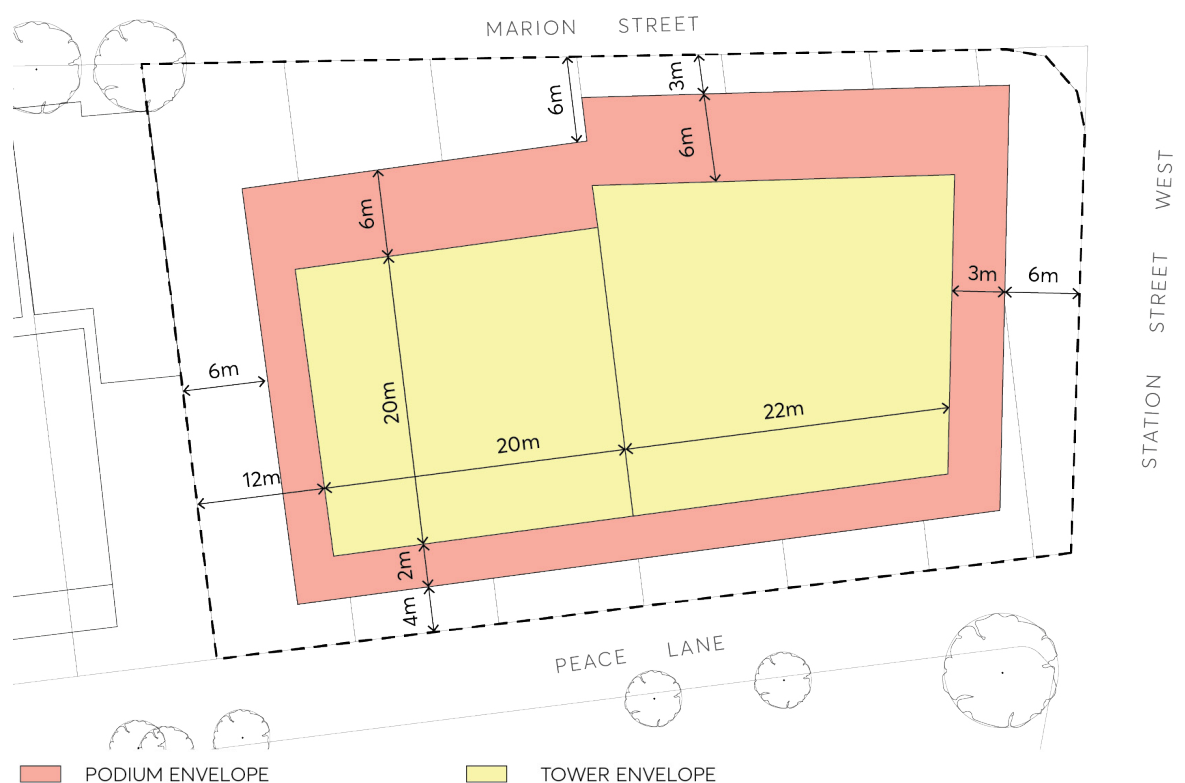 MARION STREET
3m
6m
6m
6m
STATION STREET WEST
3m 6m
6m
20m
22m
20m
12m
2m
4m
PEACE LANE
PODIUM ENVELOPE TOWER ENVELOPE